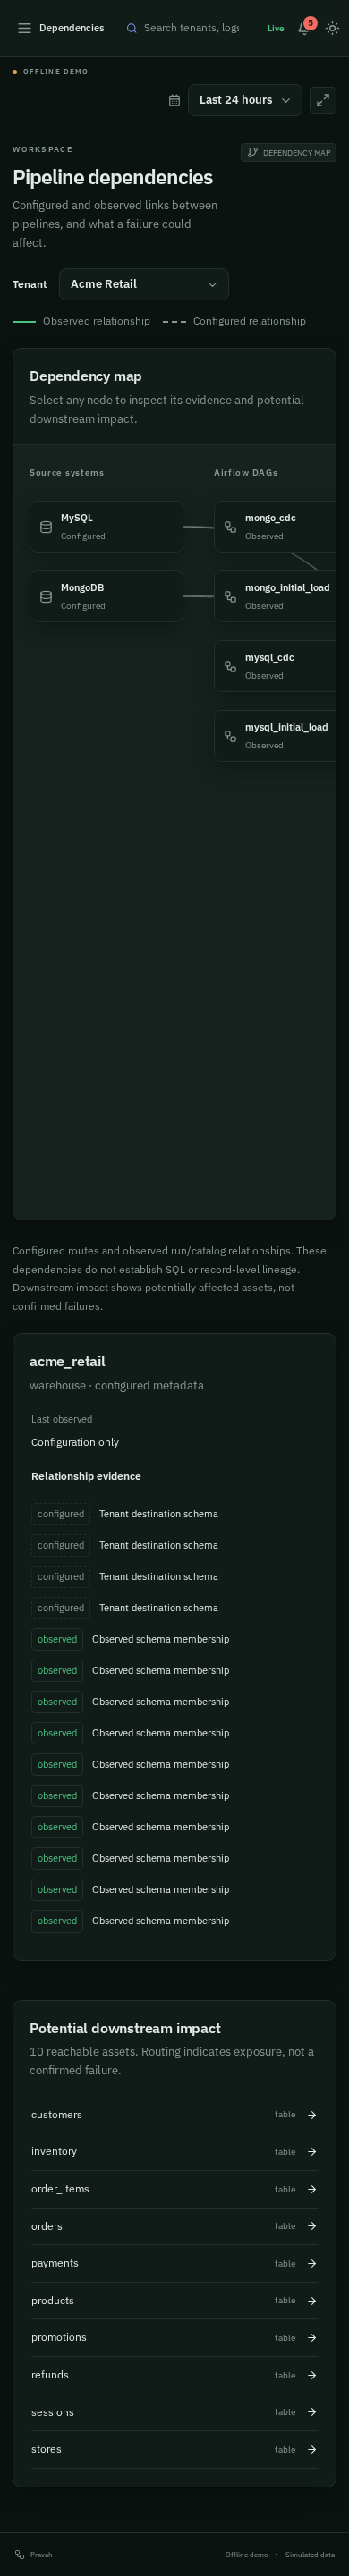 Dependencies
Search tenants, logs
Live
5
OFFLINE DEMO
Last 24 hours
WORKSPACE
DEPENDENCY MAP
Pipeline dependencies
Configured and observed links between
pipelines, and what a failure could
affect.
Tenant
Acme Retail
Observed relationship
Configured relationship
Dependency map
Select any node to inspect its evidence and potential
downstream impact.
Source systems
Airflow DAGs
MySQL
Configured
mongo_cdc
Observed
MongoDB
Configured
mongo_initial_load
Observed
mysql_cdc
Observed
mysql_initial_load
Observed
Configured routes and observed run/catalog relationships. These
dependencies do not establish SQL or record-level lineage.
Downstream impact shows potentially affected assets, not
confirmed failures.
acme_retail
warehouse · configured metadata
Last observed
Configuration only
Relationship evidence
configured Tenant destination schema
configured Tenant destination schema
configured Tenant destination schema
configured Tenant destination schema
observed Observed schema membership
observed Observed schema membership
observed Observed schema membership
observed Observed schema membership
observed Observed schema membership
observed Observed schema membership
observed Observed schema membership
observed Observed schema membership
observed Observed schema membership
observed Observed schema membership
Potential downstream impact
10 reachable assets. Routing indicates exposure, not a
confirmed failure.
customers table
inventory table
order_items table
orders table
payments table
products table
promotions table
refunds table
sessions table
stores table
Pravah
Offline demo • Simulated data